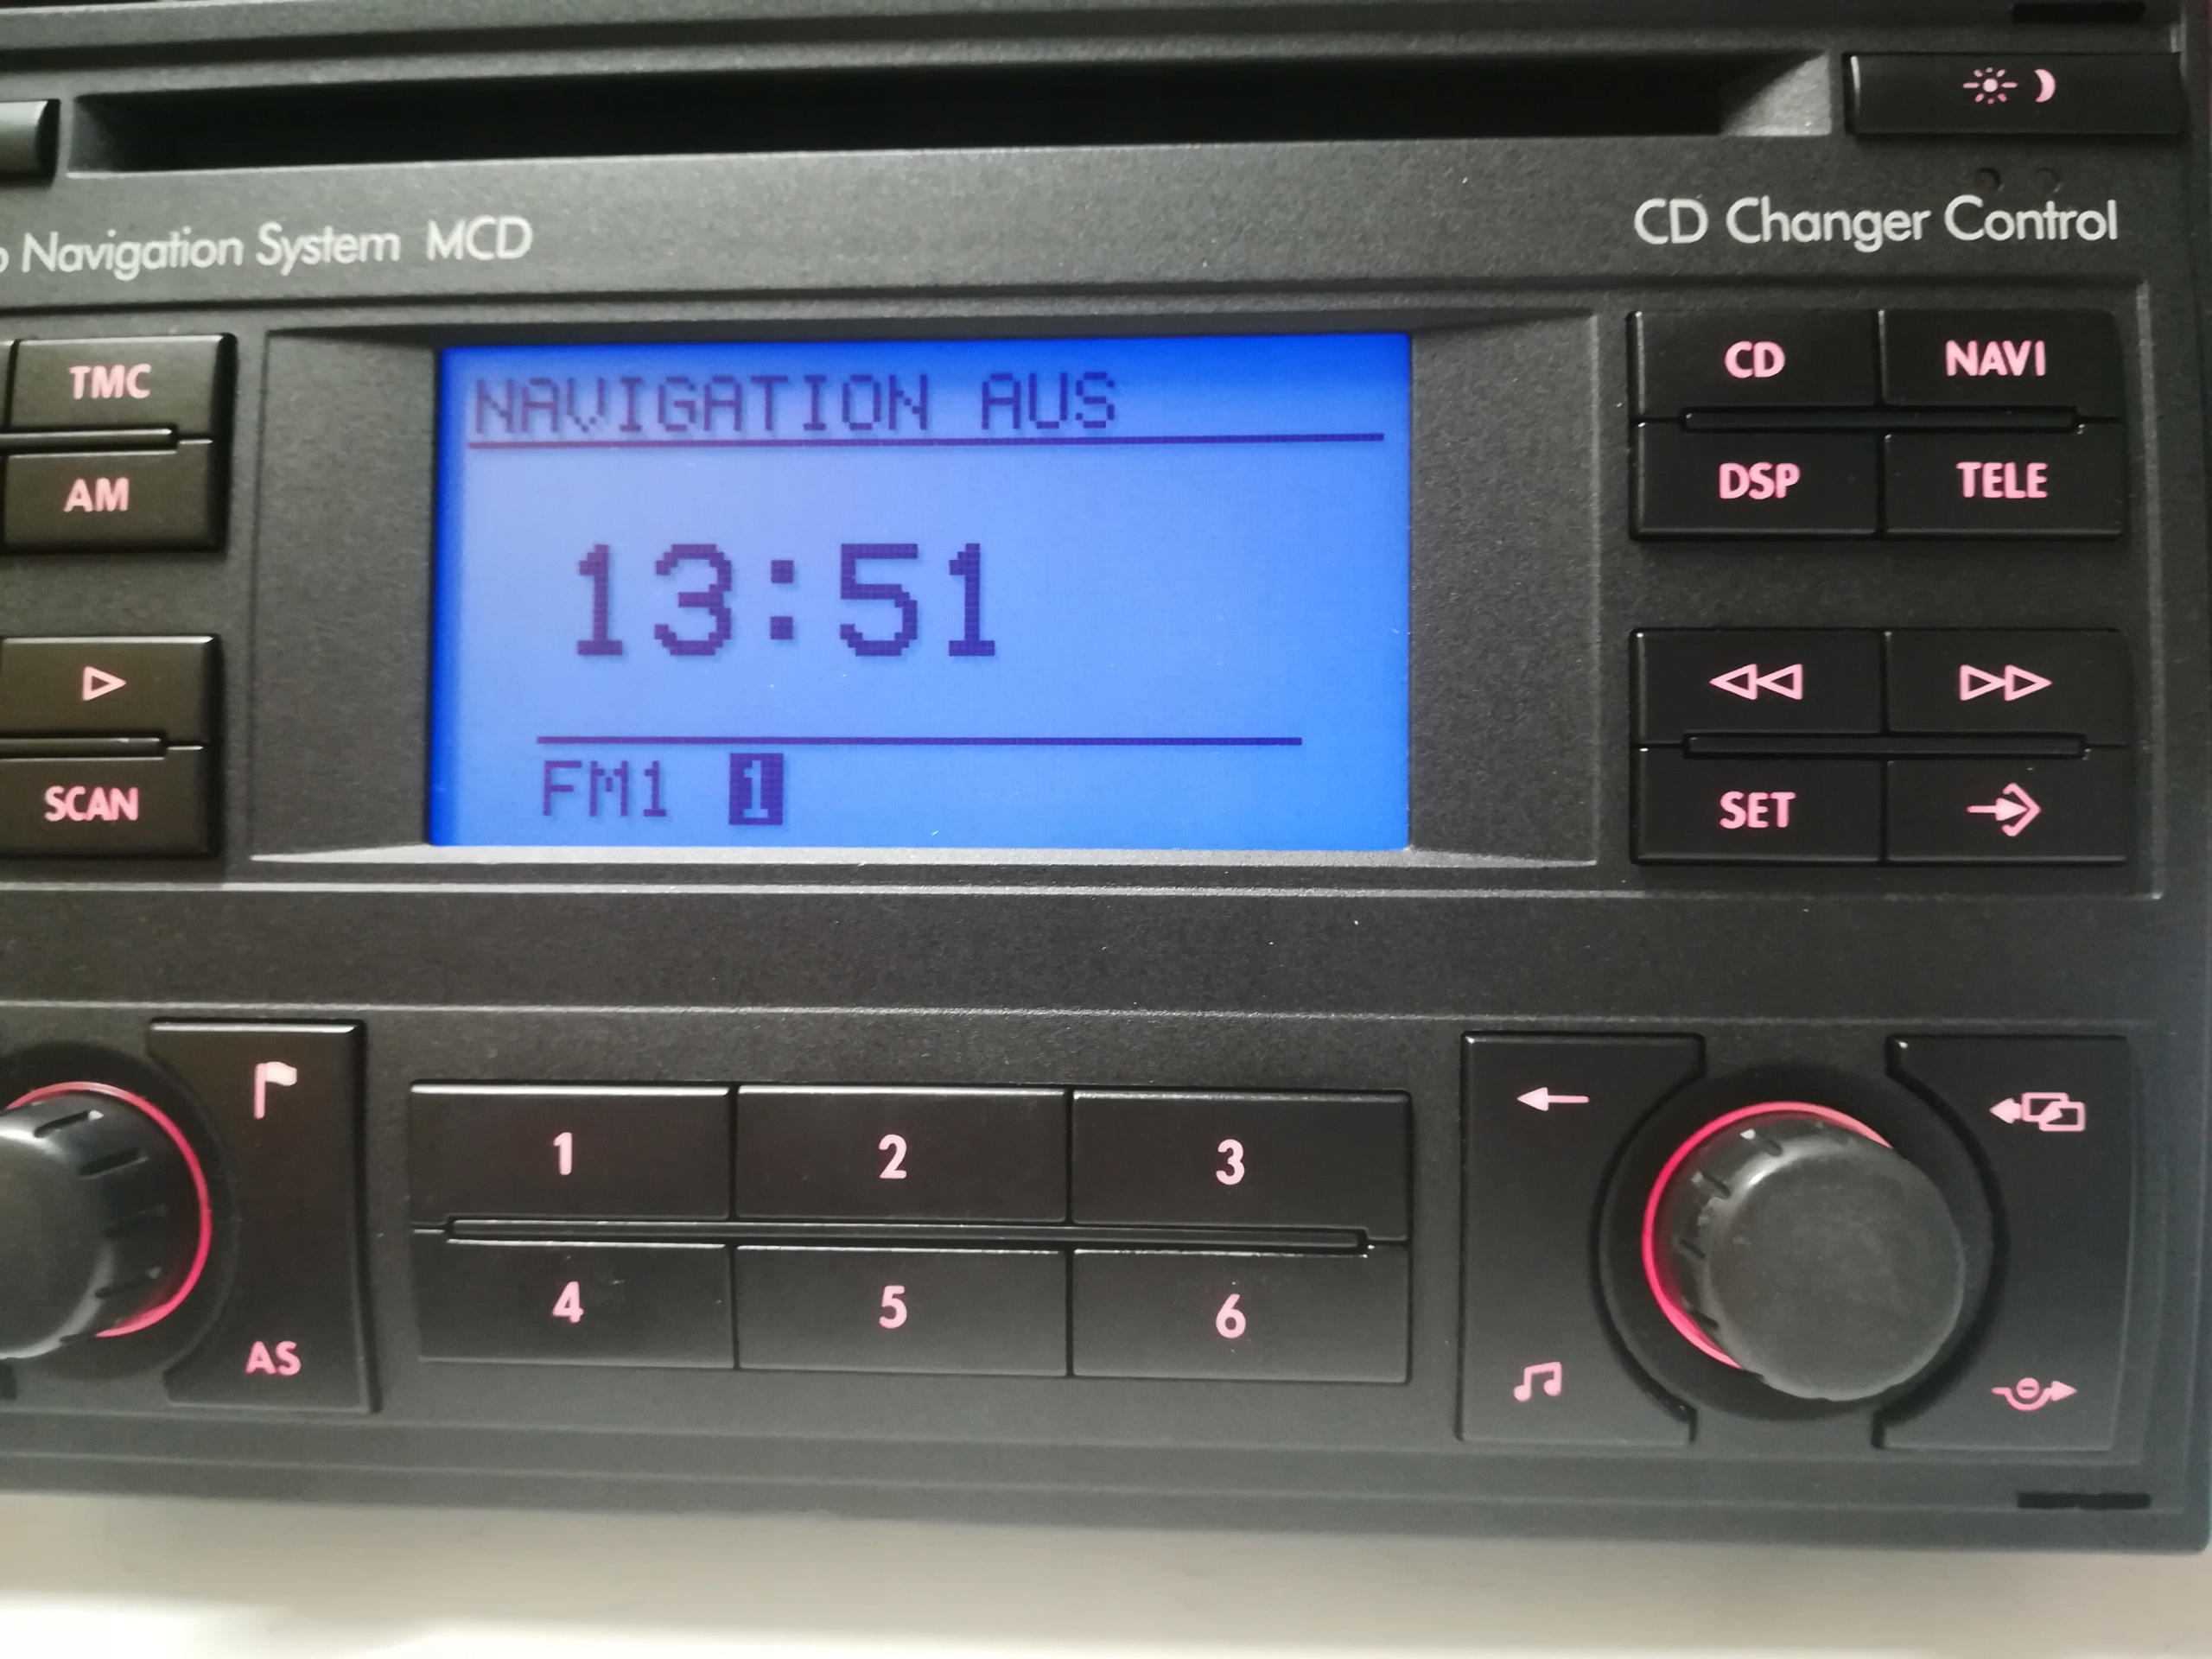 Navigation System MCD
CD Changer Control
TMC
AM
SCAN
NAVIGATION AUS
13:51
FM1 1
CD NAVI
DSP TELE
SET
AS
1 2 3
4 5 6